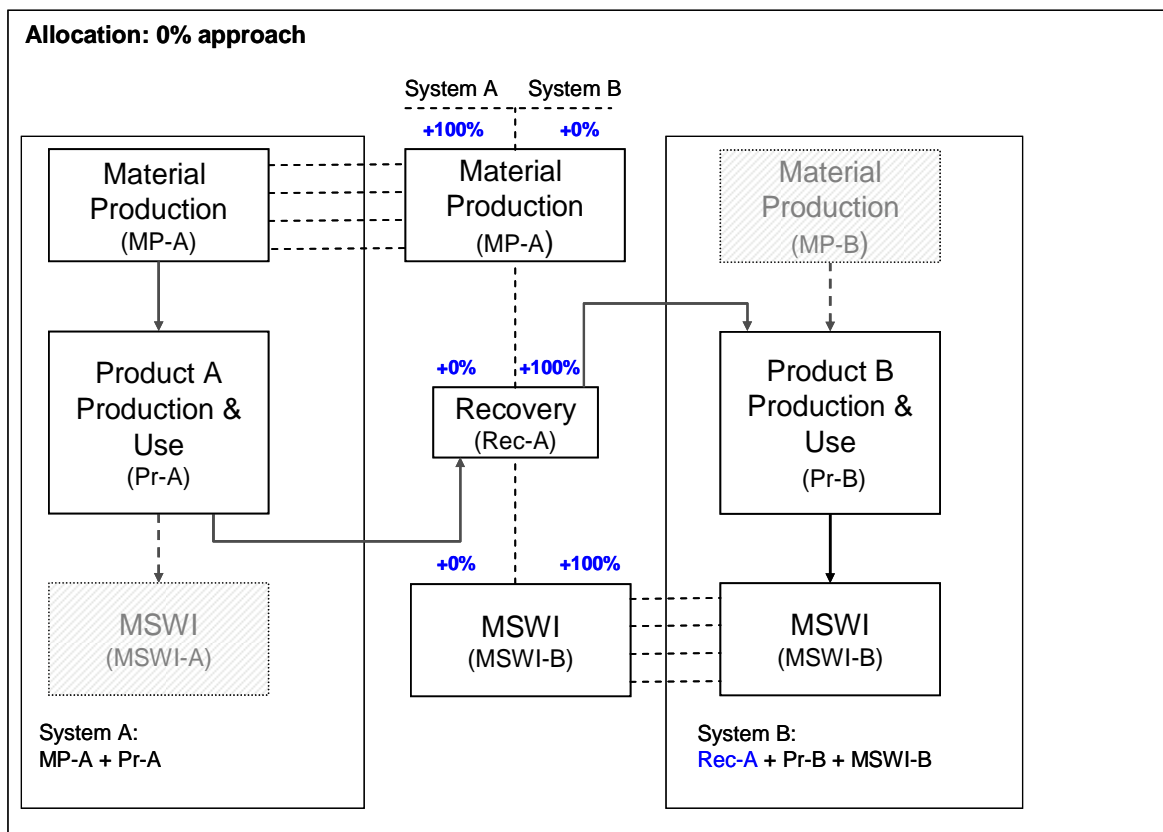 Allocation: 0% approach
System A
System B
+100%
+0%
Material
Production
(MP-A)
Material
Production
(MP-A)
Material
Production
(MP-B)
Product A
Production &
Use
(Pr-A)
+0%
+100%
Recovery
(Rec-A)
Product B
Production &
Use
(Pr-B)
+0%
+100%
MSWI
(MSWI-A)
MSWI
(MSWI-B)
MSWI
(MSWI-B)
System A:
MP-A + Pr-A
System B:
Rec-A + Pr-B + MSWI-B